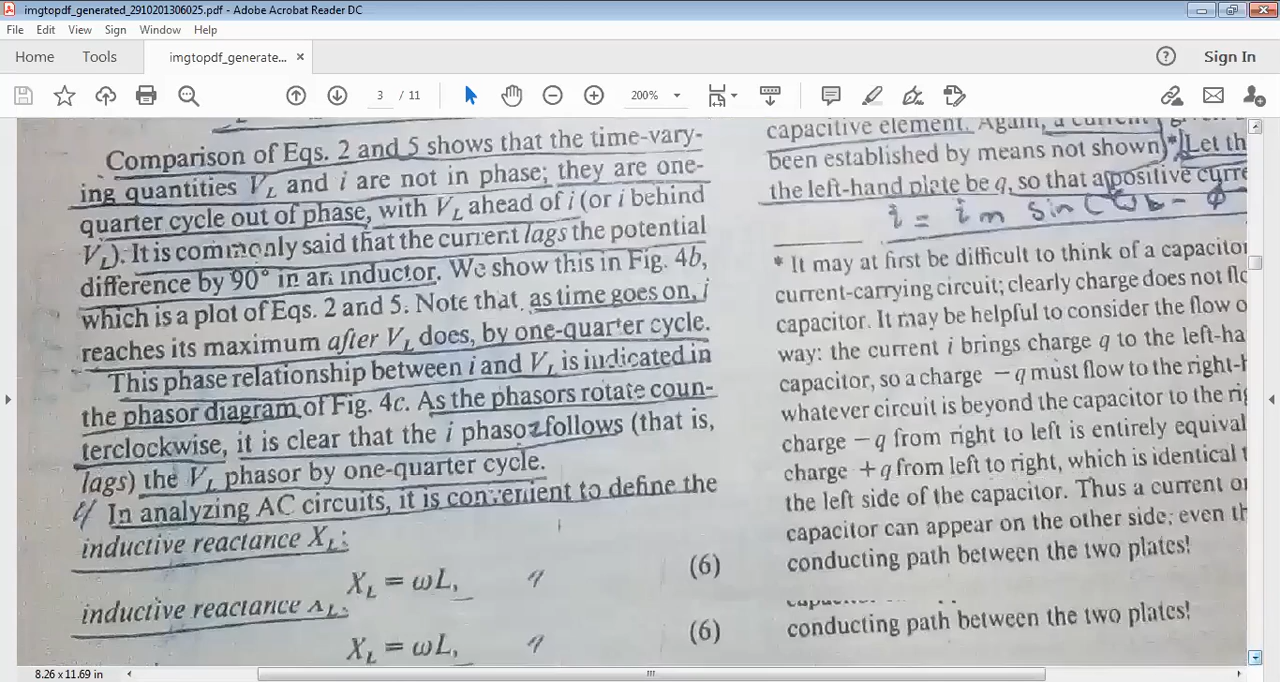 imgtopdf_generated_2910201306025.pdf - Adobe Acrobat Reader DC
File Edit View Sign Window Help
Home Tools imgtopdf_generate... × Sign In
3 / 11 200%
Comparison of Eqs. 2 and 5 shows that the time-vary-
ing quantities V_L and i are not in phase; they are one-
quarter cycle out of phase, with V_L ahead of i (or i behind
V_L). It is commonly said that the current lags the potential
difference by 90° in an inductor. We show this in Fig. 4b,
which is a plot of Eqs. 2 and 5. Note that as time goes on, i
reaches its maximum after V_L does, by one-quarter cycle.
This phase relationship between i and V_L is indicated in
the phasor diagram of Fig. 4c. As the phasors rotate coun-
terclockwise, it is clear that the i phasor follows (that is,
lags) the V_L phasor by one-quarter cycle.
In analyzing AC circuits, it is convenient to define the
inductive reactance X_L:
X_L = ωL, (6)
inductive reactance X_L:
X_L = ωL, (6)
capacitive element. Again, a current
been established by means not shown.* Let th
the left-hand plate be q, so that a positive curre
i = i m sin (ωt - φ
* It may at first be difficult to think of a capacitor
current-carrying circuit; clearly charge does not flo
capacitor. It may be helpful to consider the flow o
way: the current i brings charge q to the left-ha
capacitor, so a charge −q must flow to the right-h
whatever circuit is beyond the capacitor to the rig
charge −q from right to left is entirely equival
charge +q from left to right, which is identical t
the left side of the capacitor. Thus a current on
capacitor can appear on the other side; even th
conducting path between the two plates!
conducting path between the two plates!
8.26 x 11.69 in